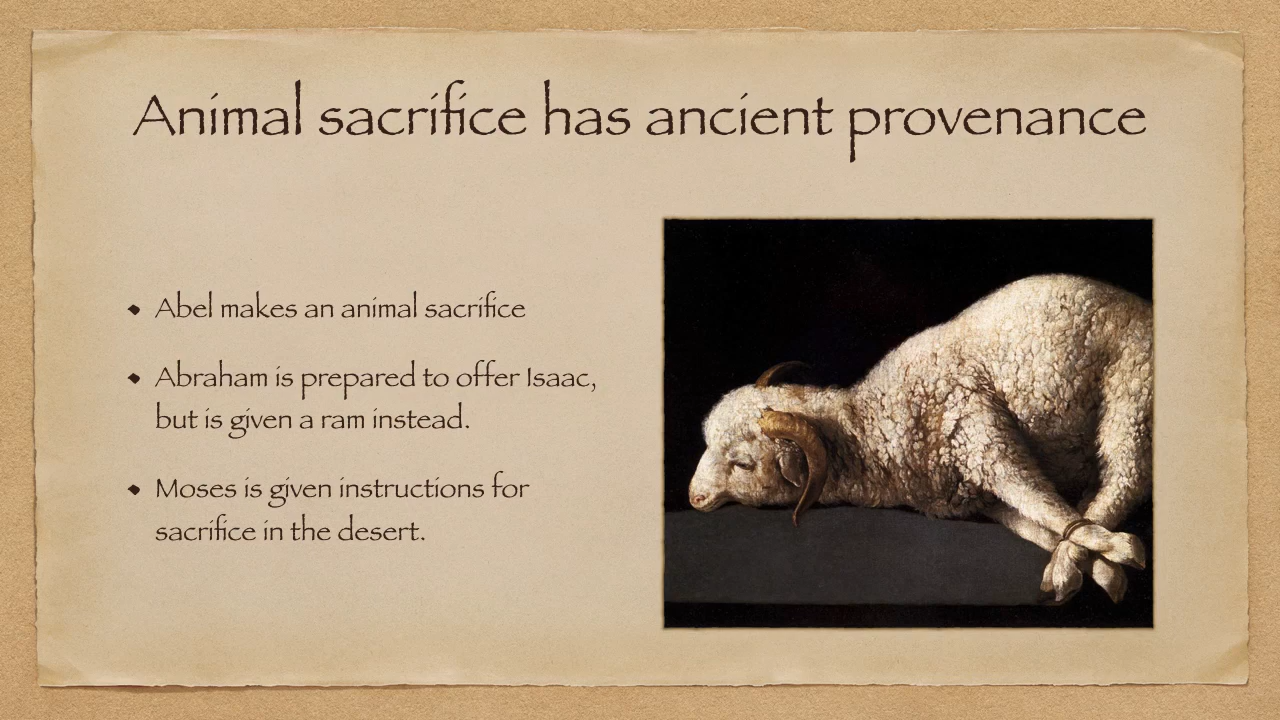 Animal sacrifice has ancient provenance
• Abel makes an animal sacrifice
• Abraham is prepared to offer Isaac,
but is given a ram instead.
• Moses is given instructions for
sacrifice in the desert.